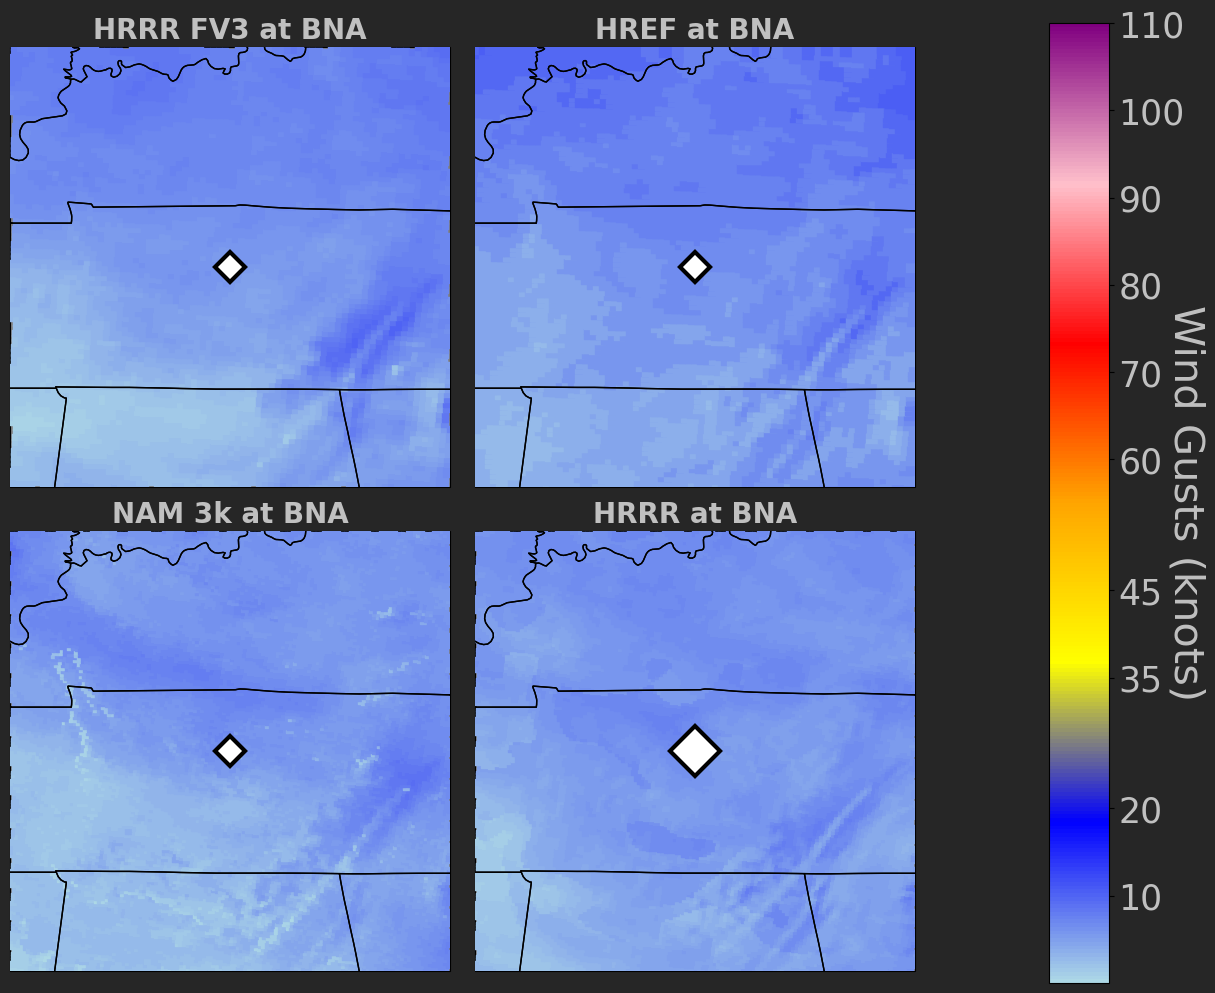 HRRR FV3 at BNA
HREF at BNA
NAM 3k at BNA
HRRR at BNA
110
100
90
80
70
60
45
35
20
10
Wind Gusts (knots)